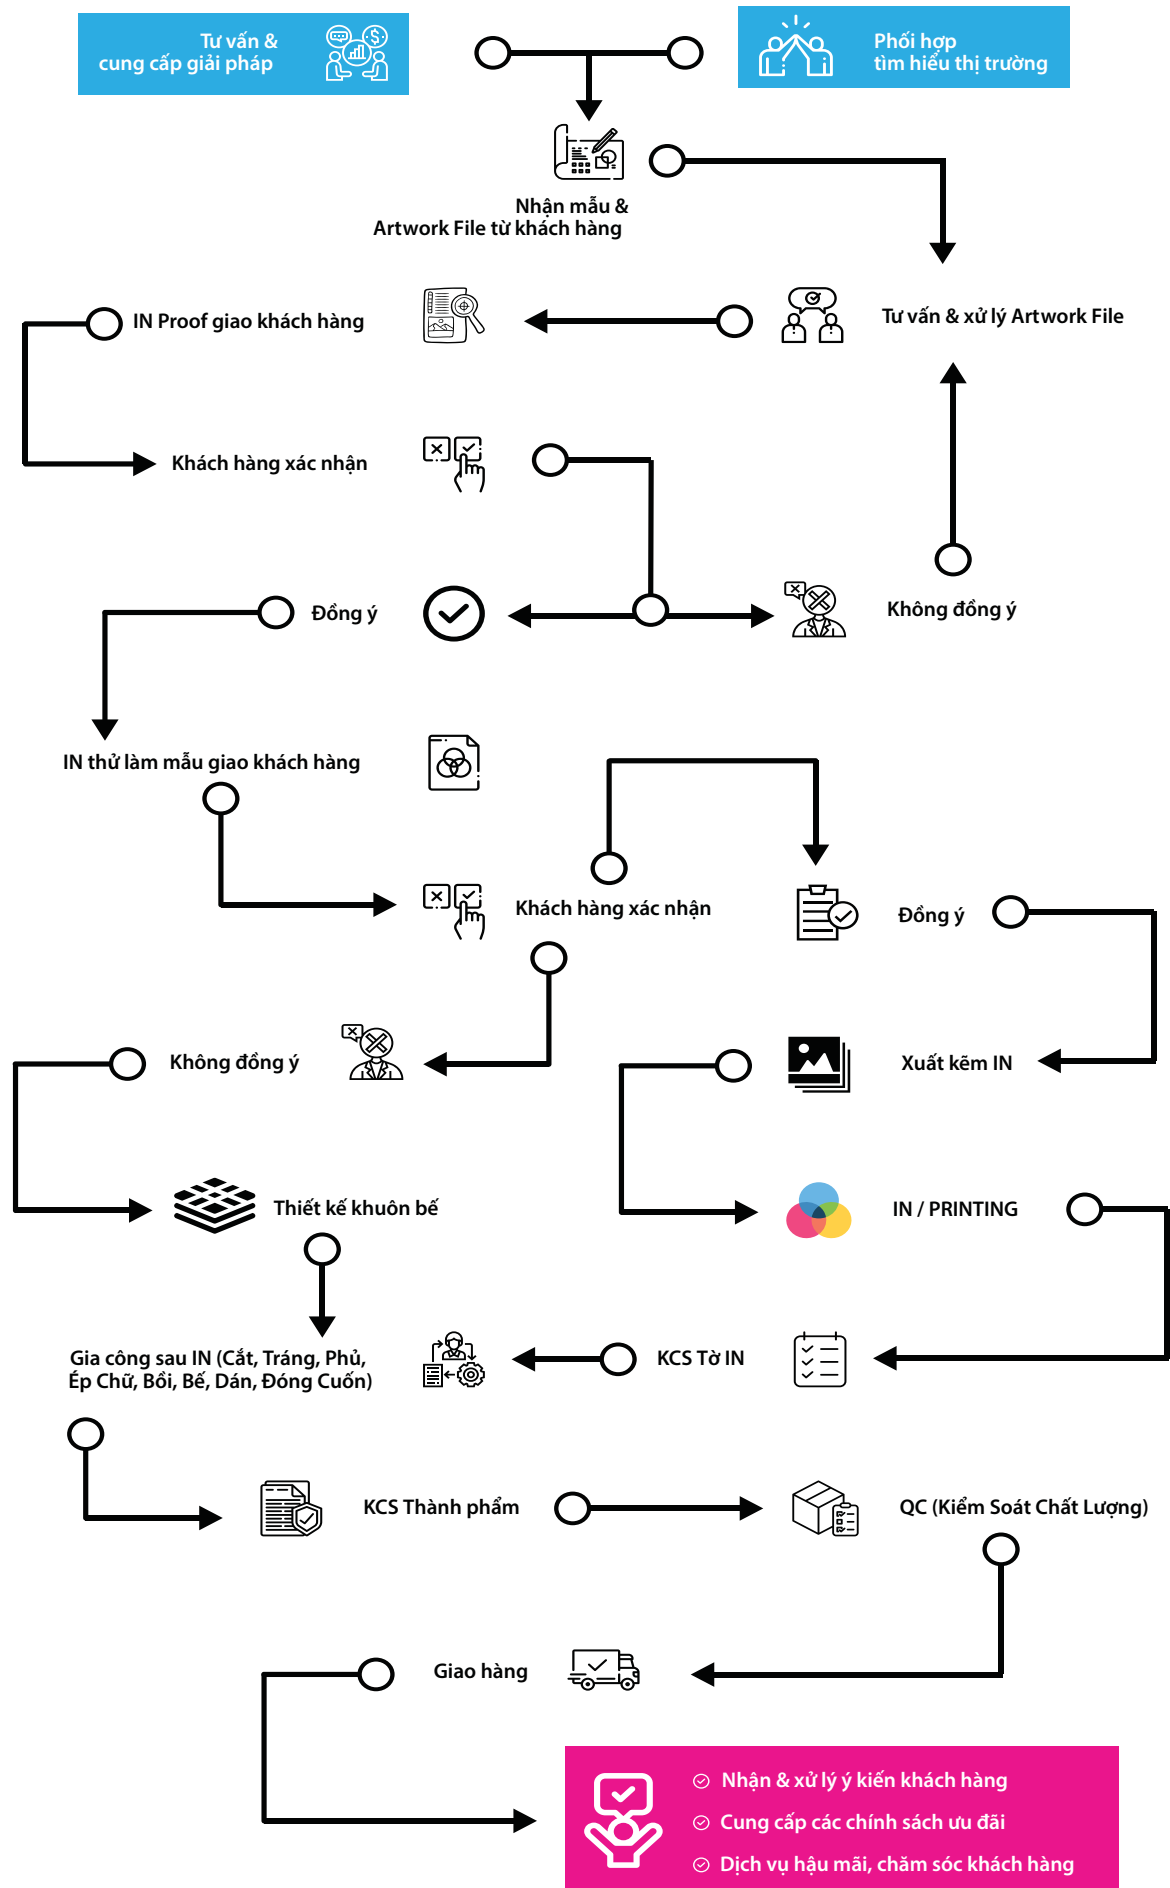 Tư vấn &
cung cấp giải pháp
Phối hợp
tìm hiểu thị trường
Nhận mẫu &
Artwork File từ khách hàng
IN Proof giao khách hàng
Tư vấn & xử lý Artwork File
Khách hàng xác nhận
Đồng ý
Không đồng ý
IN thử làm mẫu giao khách hàng
Khách hàng xác nhận
Đồng ý
Không đồng ý
Xuất kẽm IN
Thiết kế khuôn bế
IN / PRINTING
Gia công sau IN (Cắt, Tráng, Phủ,
Ép Chữ, Bồi, Bế, Dán, Đóng Cuốn)
KCS Tờ IN
KCS Thành phẩm
QC (Kiểm Soát Chất Lượng)
Giao hàng
Nhận & xử lý ý kiến khách hàng
Cung cấp các chính sách ưu đãi
Dịch vụ hậu mãi, chăm sóc khách hàng